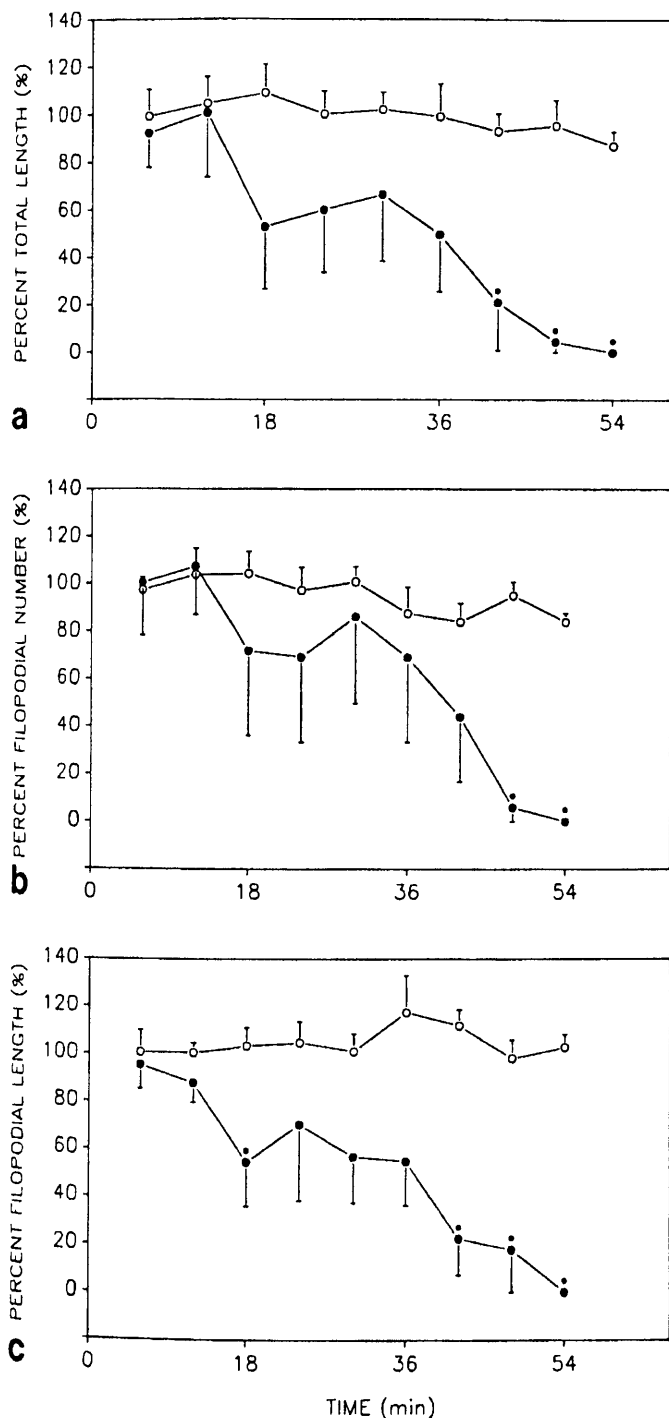 PERCENT TOTAL LENGTH (%)
140
120
100
80
60
40
20
0
0 18 36 54
a
PERCENT FILOPODIAL NUMBER (%)
140
120
100
80
60
40
20
0
0 18 36 54
b
PERCENT FILOPODIAL LENGTH (%)
140
120
100
80
60
40
20
0
0 18 36 54
c
TIME (min)